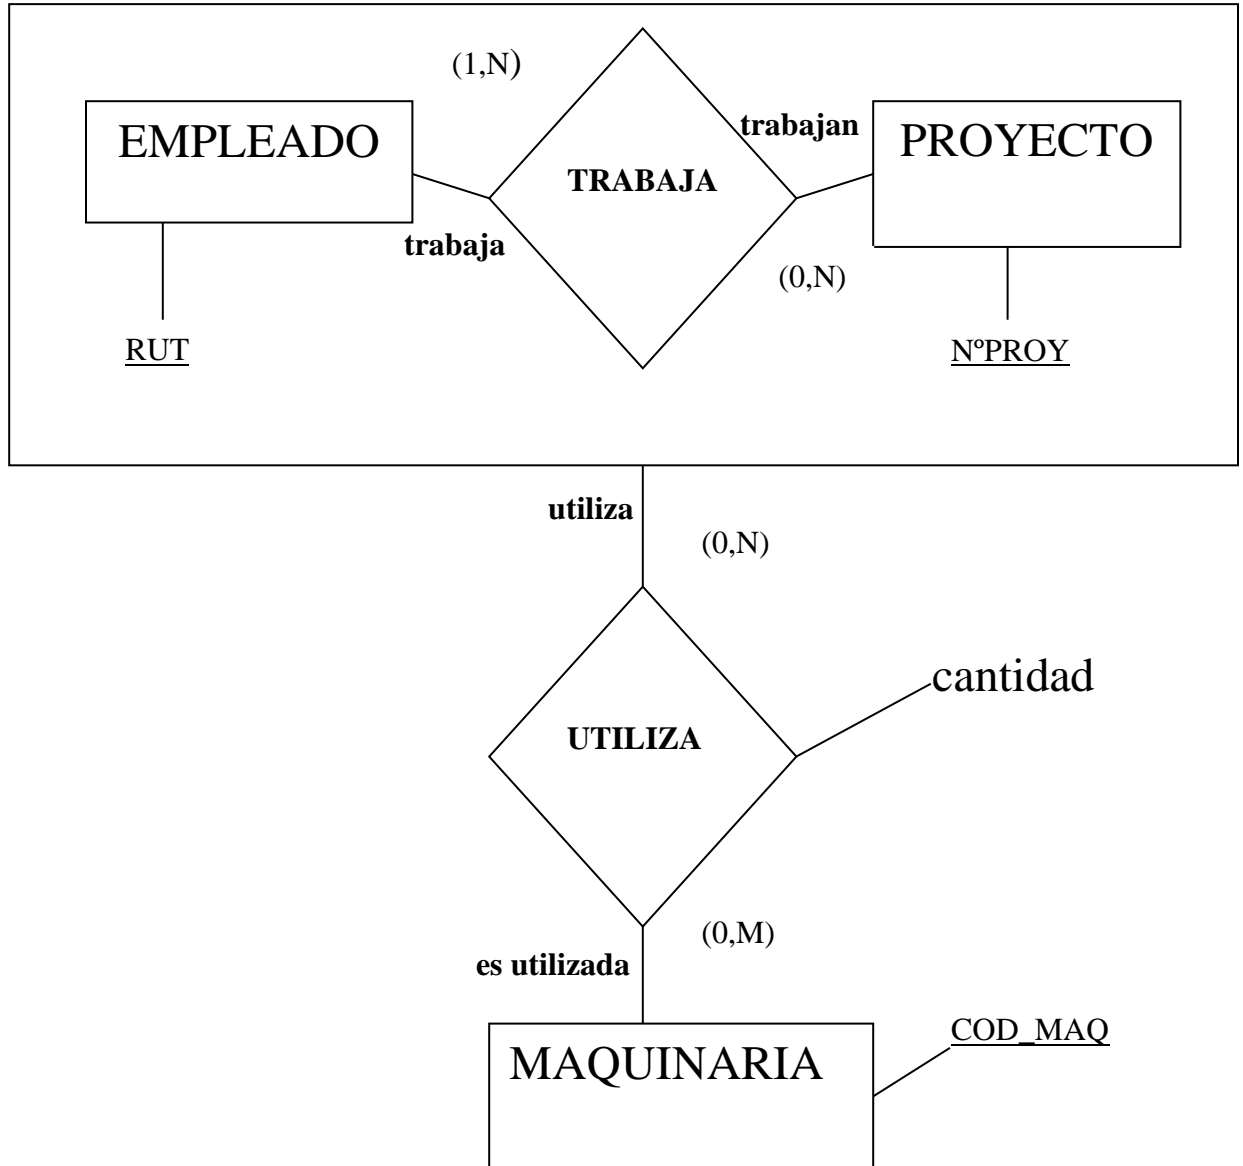 (1,N)
EMPLEADO
trabajan
PROYECTO
TRABAJA
trabaja
(0,N)
RUT
NºPROY
utiliza
(0,N)
cantidad
UTILIZA
(0,M)
es utilizada
COD_MAQ
MAQUINARIA